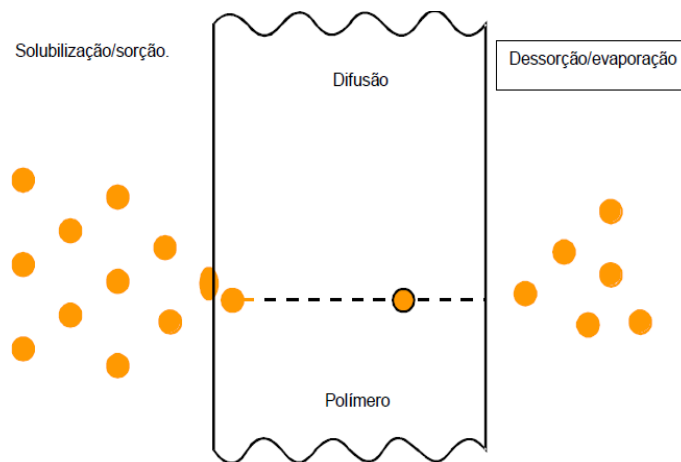 Solubilização/sorção.
Difusão
Dessorção/evaporação
Polímero